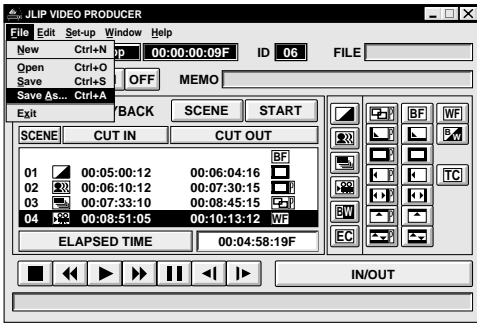 JLIP VIDEO PRODUCER
File Edit Set-up Window Help
New Ctrl+N
Open Ctrl+O
Save Ctrl+S
Save As... Ctrl+A
Exit
00:00:00:09F ID 06 FILE
OFF MEMO
YBACK SCENE START
SCENE CUT IN CUT OUT
BF
01 00:05:00:12 00:06:04:16
02 00:06:10:12 00:07:30:15 P
03 00:07:33:10 00:08:45:15 P
04 00:08:51:05 00:10:13:12 WF
ELAPSED TIME 00:04:58:19F
P BF WF
P B/W
P
P TC
P
BW P
EC P
IN/OUT